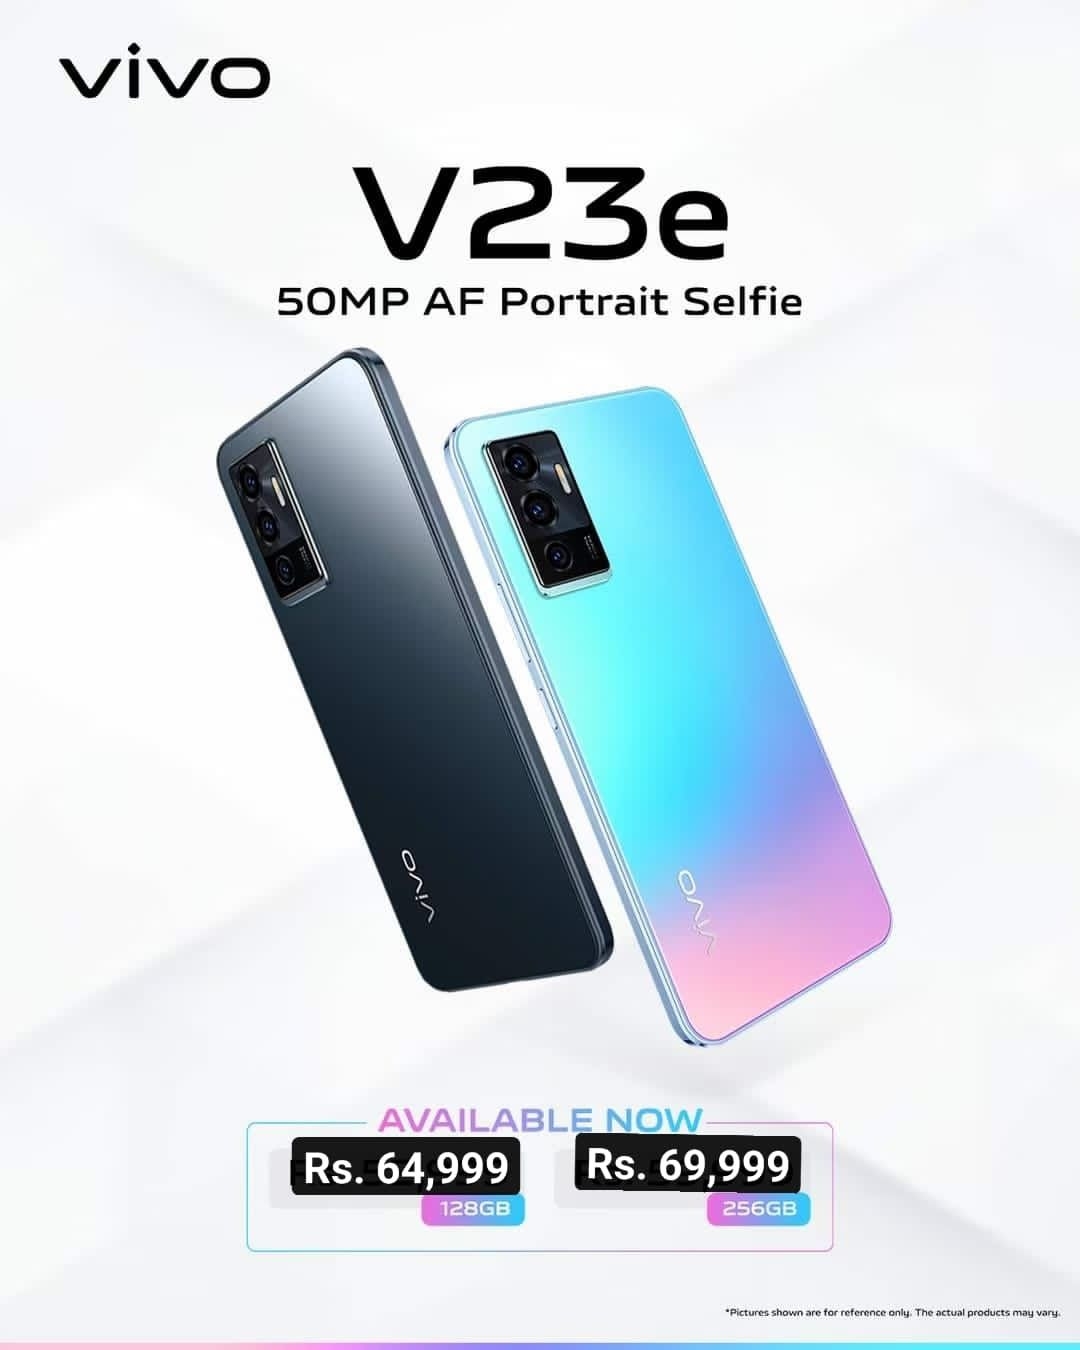 vivo
V23e
50MP AF Portrait Selfie
vivo
vivo
AVAILABLE NOW
Rs. 64,999
128GB
Rs. 69,999
256GB
*Pictures shown are for reference only. The actual products may vary.